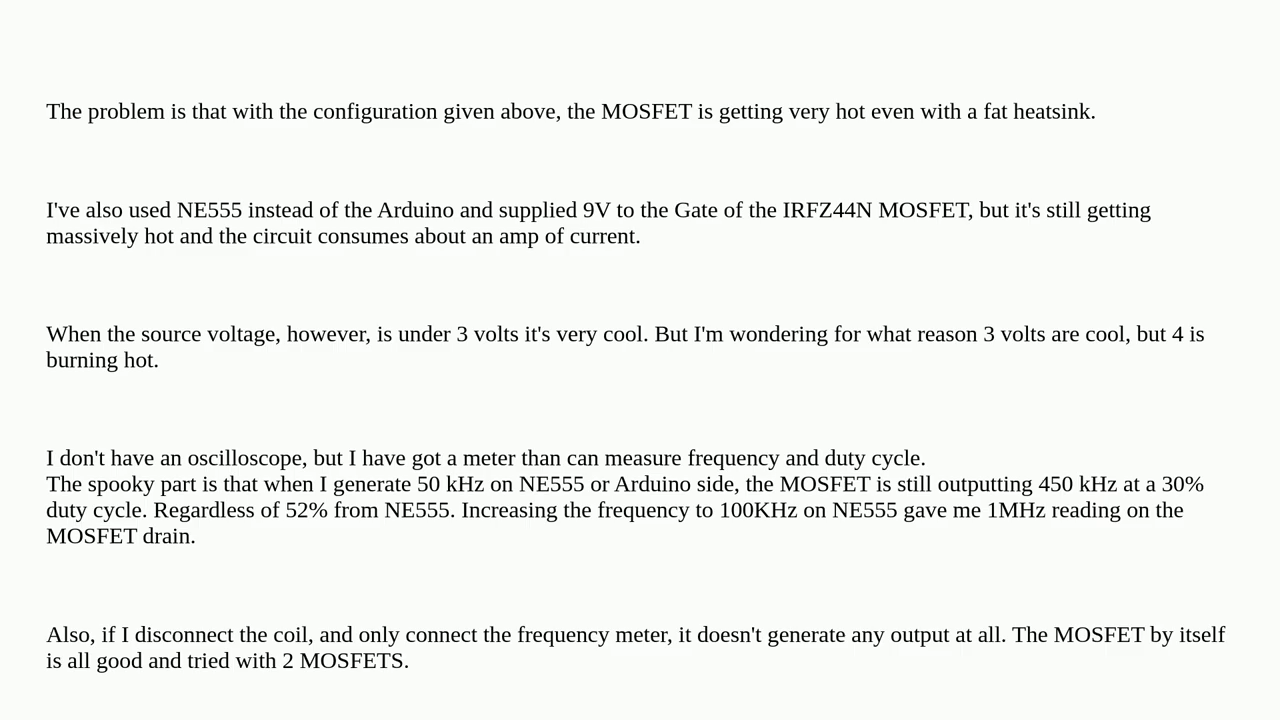 The problem is that with the configuration given above, the MOSFET is getting very hot even with a fat heatsink.
I've also used NE555 instead of the Arduino and supplied 9V to the Gate of the IRFZ44N MOSFET, but it's still getting
massively hot and the circuit consumes about an amp of current.
When the source voltage, however, is under 3 volts it's very cool. But I'm wondering for what reason 3 volts are cool, but 4 is
burning hot.
I don't have an oscilloscope, but I have got a meter than can measure frequency and duty cycle.
The spooky part is that when I generate 50 kHz on NE555 or Arduino side, the MOSFET is still outputting 450 kHz at a 30%
duty cycle. Regardless of 52% from NE555. Increasing the frequency to 100KHz on NE555 gave me 1MHz reading on the
MOSFET drain.
Also, if I disconnect the coil, and only connect the frequency meter, it doesn't generate any output at all. The MOSFET by itself
is all good and tried with 2 MOSFETS.